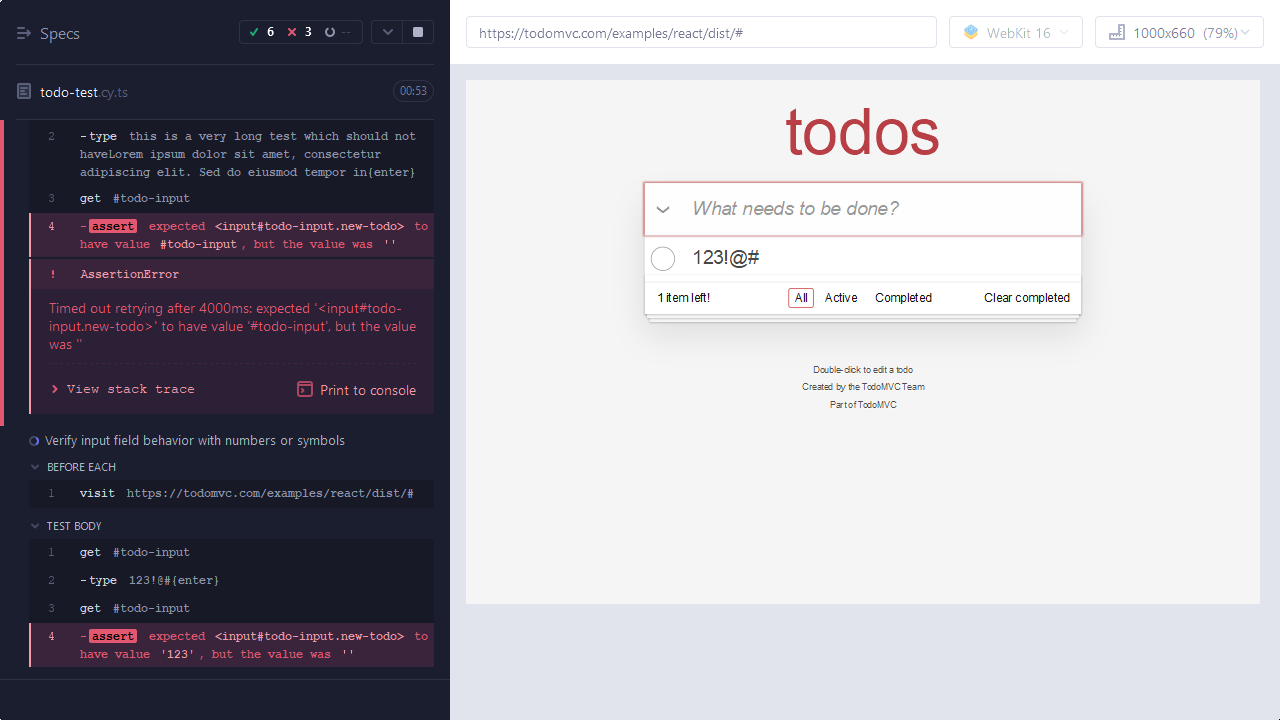 Specs
6 3 --
todo-test.cy.ts 00:53
2 -type this is a very long test which should not
haveLorem ipsum dolor sit amet, consectetur
adipiscing elit. Sed do eiusmod tempor in{enter}
3 get #todo-input
4 -assert expected <input#todo-input.new-todo> to
have value #todo-input, but the value was ''
! AssertionError
Timed out retrying after 4000ms: expected '<input#todo-
input.new-todo>' to have value '#todo-input', but the value
was ''
View stack trace Print to console
Verify input field behavior with numbers or symbols
BEFORE EACH
1 visit https://todomvc.com/examples/react/dist/#
TEST BODY
1 get #todo-input
2 -type 123!@#{enter}
3 get #todo-input
4 -assert expected <input#todo-input.new-todo> to
have value '123', but the value was ''
https://todomvc.com/examples/react/dist/# WebKit 16 1000x660 (79%)
todos
What needs to be done?
123!@#
1 item left! All Active Completed Clear completed
Double-click to edit a todo
Created by the TodoMVC Team
Part of TodoMVC